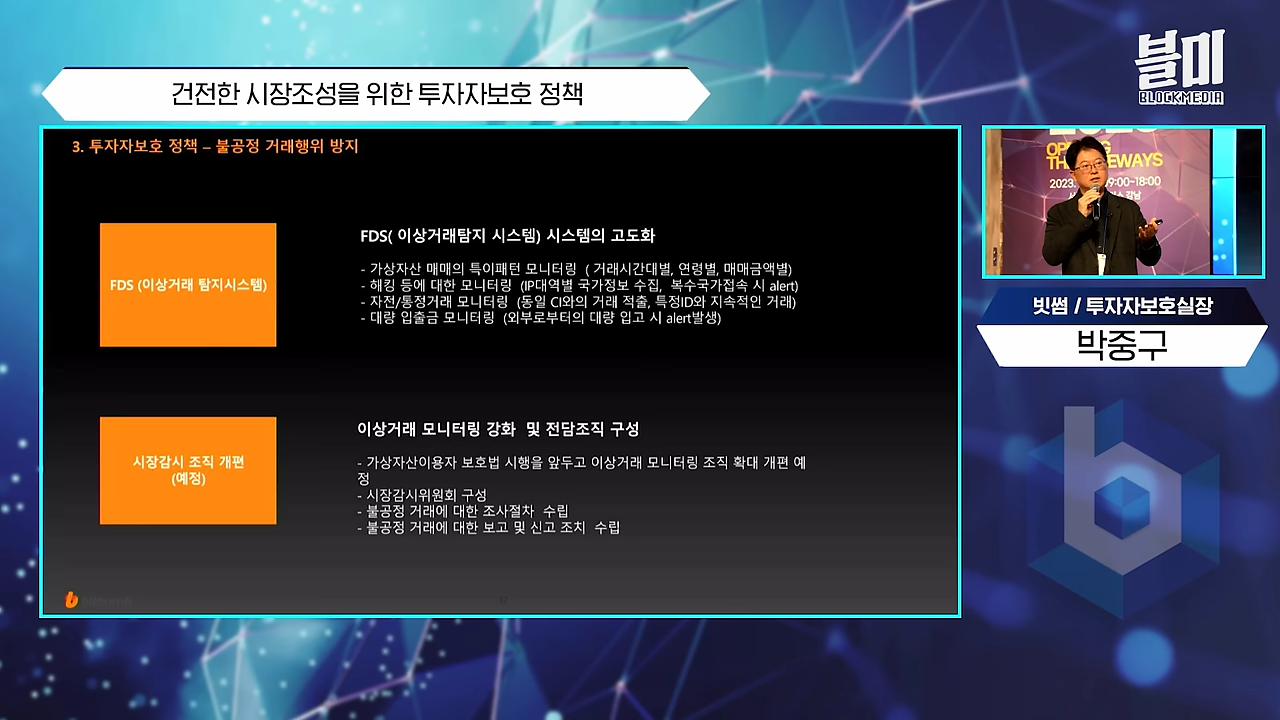 블미
BLOCKMEDIA
건전한 시장조성을 위한 투자자보호 정책
3. 투자자보호 정책 – 불공정 거래행위 방지
FDS (이상거래 탐지시스템)
FDS( 이상거래탐지 시스템) 시스템의 고도화
- 가상자산 매매의 특이패턴 모니터링 ( 거래시간대별, 연령별, 매매금액별)
- 해킹 등에 대한 모니터링 (IP대역별 국가정보 수집, 복수국가접속 시 alert)
- 자전/통정거래 모니터링 (동일 CI와의 거래 적출, 특정ID와 지속적인 거래)
- 대량 입출금 모니터링 (외부로부터의 대량 입고 시 alert발생)
시장감시 조직 개편
(예정)
이상거래 모니터링 강화 및 전담조직 구성
- 가상자산이용자 보호법 시행을 앞두고 이상거래 모니터링 조직 확대 개편 예
정
- 시장감시위원회 구성
- 불공정 거래에 대한 조사절차 수립
- 불공정 거래에 대한 보고 및 신고 조치 수립
2023.
9:00~18:00
빗썸 / 투자자보호실장
박중구